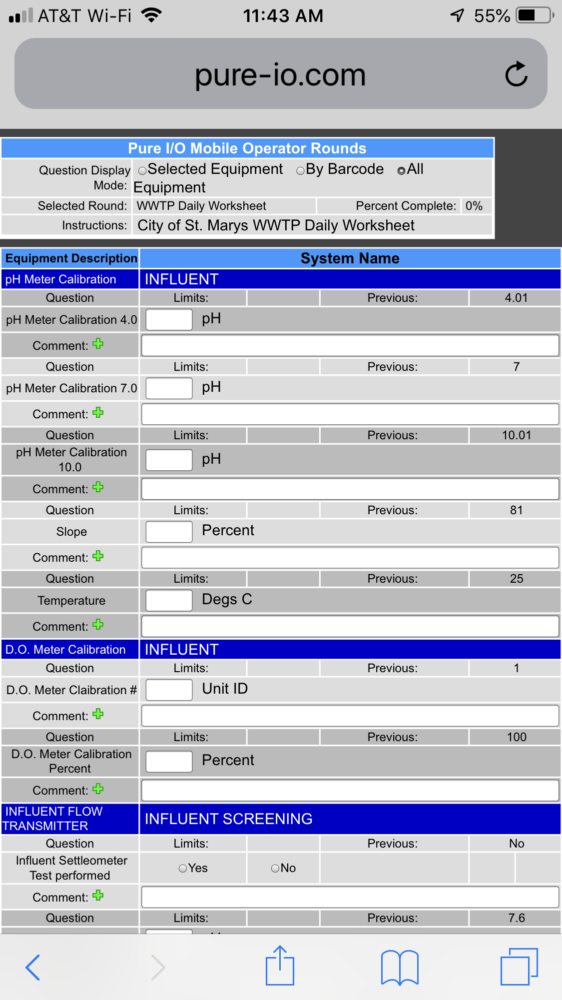 AT&T Wi-Fi 11:43 AM 55%
pure-io.com
Pure I/O Mobile Operator Rounds
Question Display Mode: Selected Equipment By Barcode All Equipment
Selected Round: WWTP Daily Worksheet Percent Complete: 0%
Instructions: City of St. Marys WWTP Daily Worksheet
Equipment Description System Name
pH Meter Calibration INFLUENT
Question Limits: Previous: 4.01
pH Meter Calibration 4.0 pH
Comment:
Question Limits: Previous: 7
pH Meter Calibration 7.0 pH
Comment:
Question Limits: Previous: 10.01
pH Meter Calibration 10.0 pH
Comment:
Question Limits: Previous: 81
Slope Percent
Comment:
Question Limits: Previous: 25
Temperature Degs C
Comment:
D.O. Meter Calibration INFLUENT
Question Limits: Previous: 1
D.O. Meter Claibration # Unit ID
Comment:
Question Limits: Previous: 100
D.O. Meter Calibration Percent Percent
Comment:
INFLUENT FLOW TRANSMITTER INFLUENT SCREENING
Question Limits: Previous: No
Influent Settleometer Test performed Yes No
Comment:
Question Limits: Previous: 7.6